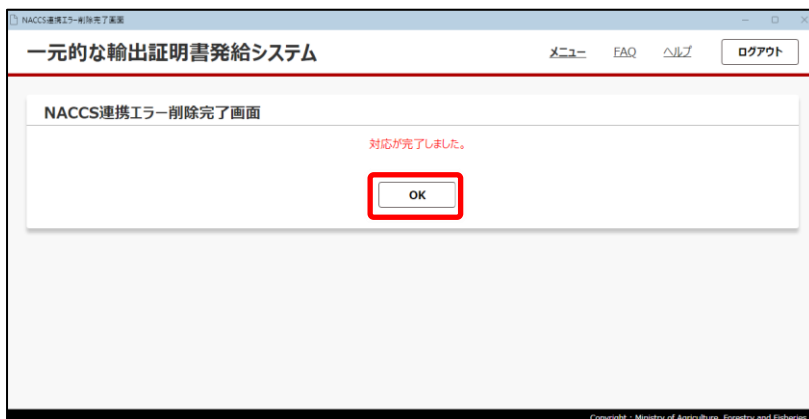 NACCS連携エラー削除完了画面
一元的な輸出証明書発給システム
メニュー FAQ ヘルプ ログアウト
NACCS連携エラー削除完了画面
対応が完了しました。
OK
Copyright : Ministry of Agriculture, Forestry and Fisheries